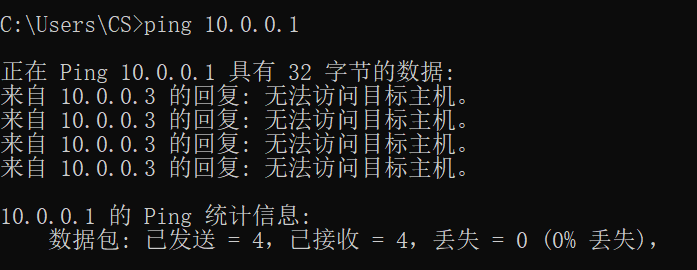 C:\Users\CS>ping 10.0.0.1
正在 Ping 10.0.0.1 具有 32 字节的数据:
来自 10.0.0.3 的回复: 无法访问目标主机。
来自 10.0.0.3 的回复: 无法访问目标主机。
来自 10.0.0.3 的回复: 无法访问目标主机。
来自 10.0.0.3 的回复: 无法访问目标主机。
10.0.0.1 的 Ping 统计信息:
数据包: 已发送 = 4，已接收 = 4，丢失 = 0 (0% 丢失)，